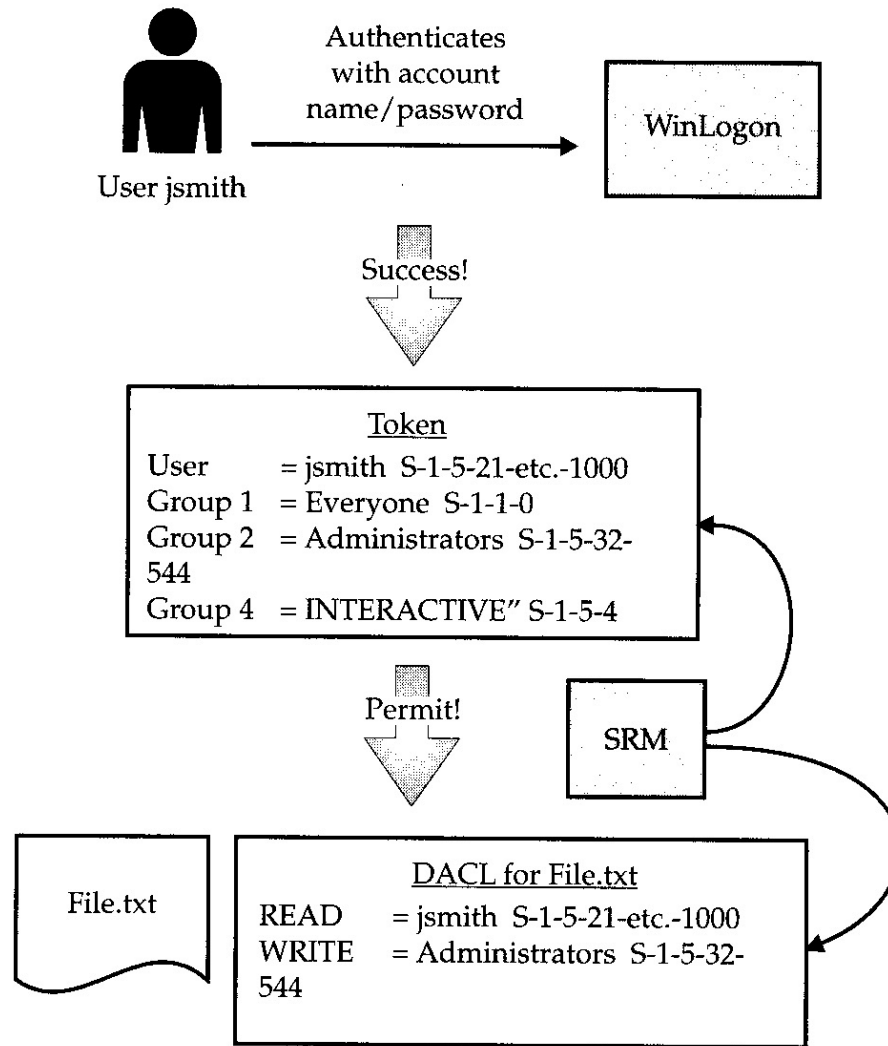 Authenticates
with account
name/password
WinLogon
User jsmith
Success!
Token
User = jsmith S-1-5-21-etc.-1000
Group 1 = Everyone S-1-1-0
Group 2 = Administrators S-1-5-32-
544
Group 4 = INTERACTIVE” S-1-5-4
Permit!
SRM
File.txt
DACL for File.txt
READ = jsmith S-1-5-21-etc.-1000
WRITE = Administrators S-1-5-32-
544